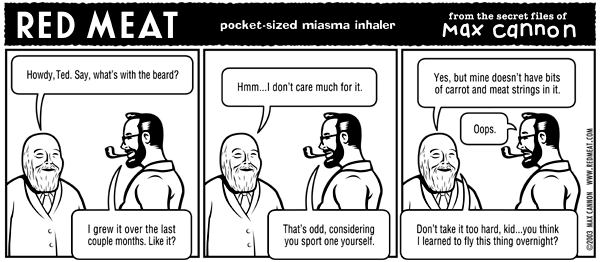 RED MEAT
pocket-sized miasma inhaler
from the secret files of
Max cannon
Howdy, Ted. Say, what's with the beard?
I grew it over the last
couple months. Like it?
Hmm...I don't care much for it.
That's odd, considering
you sport one yourself.
Yes, but mine doesn't have bits
of carrot and meat strings in it.
Oops.
Don't take it too hard, kid...you think
I learned to fly this thing overnight?
©2003 MAX CANNON WWW.REDMEAT.COM